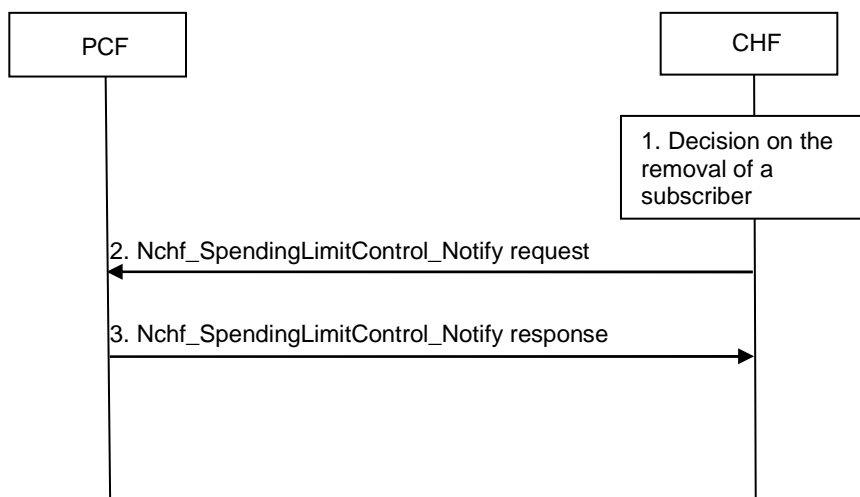 PCF
CHF
1. Decision on the
removal of a
subscriber
2. Nchf_SpendingLimitControl_Notify request
3. Nchf_SpendingLimitControl_Notify response